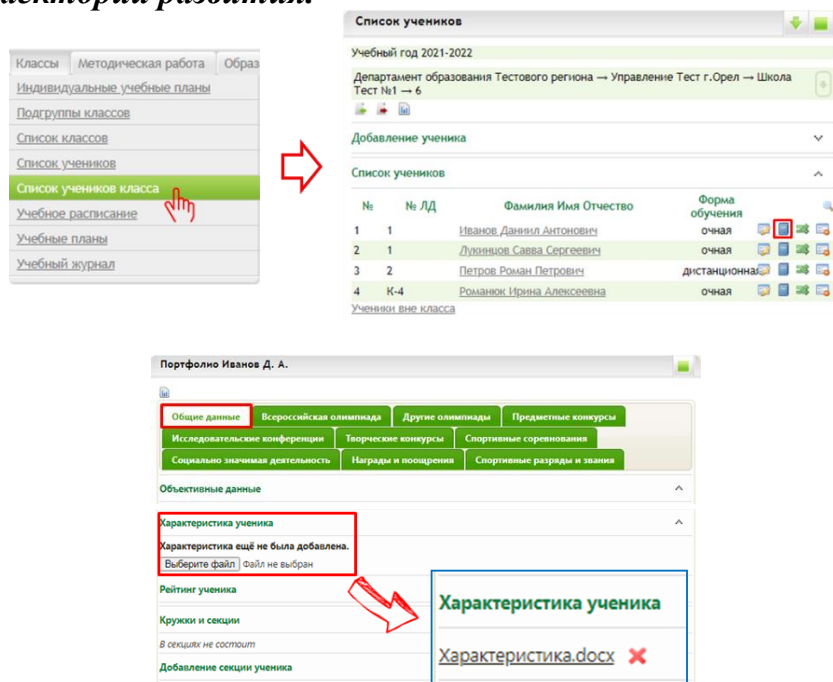 развития.
Классы Методическая работа Образ
Индивидуальные учебные планы
Подгруппы классов
Список классов
Список учеников
Список учеников класса
Учебное расписание
Учебные планы
Учебный журнал
Список учеников
Учебный год 2021-2022
Департамент образования Тестового региона → Управление Тест г.Орел → Школа
Тест №1 → 6
Добавление ученика
Список учеников
№ № ЛД Фамилия Имя Отчество Форма
обучения
1 1 Иванов Даниил Антонович очная
2 1 Лукинцов Савва Сергеевич очная
3 2 Петров Роман Петрович дистанционная
4 К-4 Романюк Ирина Алексеевна очная
Ученики вне класса
Портфолио Иванов Д. А.
Общие данные Всероссийская олимпиада Другие олимпиады Предметные конкурсы
Исследовательские конференции Творческие конкурсы Спортивные соревнования
Социально значимая деятельность Награды и поощрения Спортивные разряды и звания
Объективные данные
Характеристика ученика
Характеристика ещё не была добавлена.
Выберите файл Файл не выбран
Рейтинг ученика
Кружки и секции
В секциях не состоит
Добавление секции ученика
Характеристика ученика
Характеристика.docx